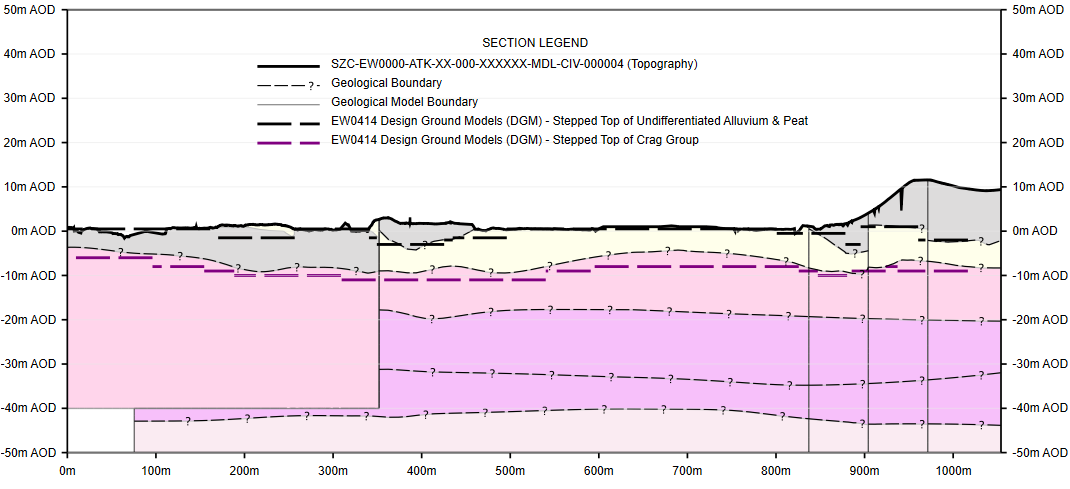 50m AOD 50m AOD
SECTION LEGEND
40m AOD 40m AOD
SZC-EW0000-ATK-XX-000-XXXXXX-MDL-CIV-000004 (Topography)
Geological Boundary
30m AOD 30m AOD
Geological Model Boundary
EW0414 Design Ground Models (DGM) - Stepped Top of Undifferentiated Alluvium & Peat
20m AOD 20m AOD
EW0414 Design Ground Models (DGM) - Stepped Top of Crag Group
10m AOD 10m AOD
0m AOD 0m AOD
-10m AOD -10m AOD
-20m AOD -20m AOD
-30m AOD -30m AOD
-40m AOD -40m AOD
-50m AOD -50m AOD
0m 100m 200m 300m 400m 500m 600m 700m 800m 900m 1000m